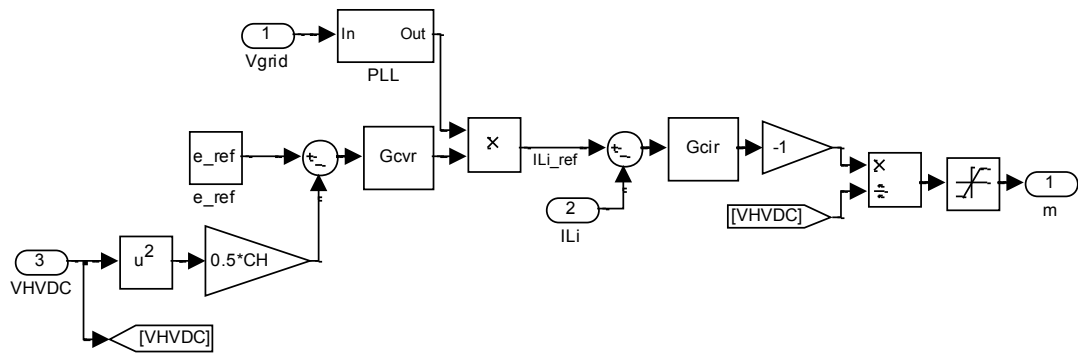 1
Vgrid
In Out
PLL
e_ref
e_ref
+
-
Gcvr
×
ILi_ref
+
-
Gcir
-1
2
ILi
[VHVDC]
×
÷
1
m
3
VHVDC
u²
0.5*CH
[VHVDC]